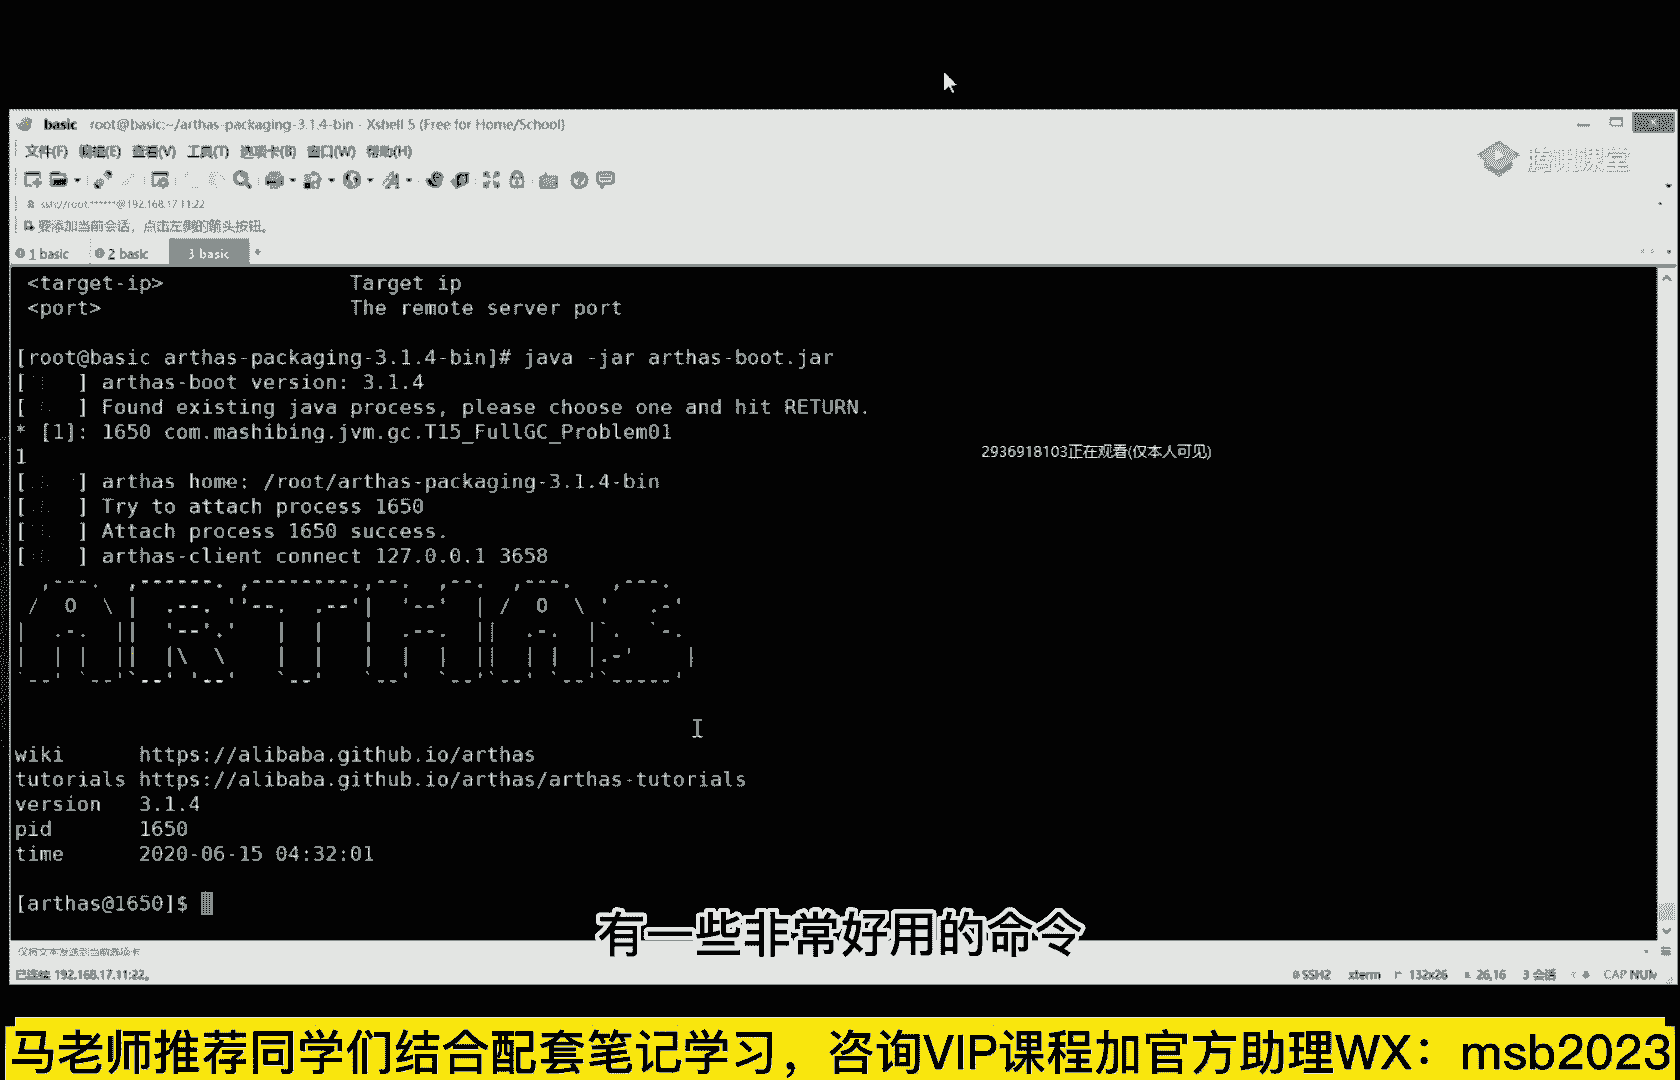 basic root@basic:~/arthas-packaging-3.1.4-bin - Xshell 5 (Free for Home/School)
文件(F) 编辑(E) 查看(V) 工具(T) 选项卡(B) 窗口(W) 帮助(H)
腾讯课堂
ssh://root:******@192.168.17.11:22
要添加当前会话，点击左侧的箭头按钮。
1 basic 2 basic 3 basic +
<target-ip> Target ip
<port> The remote server port
[root@basic arthas-packaging-3.1.4-bin]# java -jar arthas-boot.jar
[ ] arthas-boot version: 3.1.4
[ ] Found existing java process, please choose one and hit RETURN.
* [1]: 1650 com.mashibing.jvm.gc.T15_FullGC_Problem01
2936918103正在观看(仅本人可见)
1
[ ] arthas home: /root/arthas-packaging-3.1.4-bin
[ ] Try to attach process 1650
[ ] Attach process 1650 success.
[ ] arthas-client connect 127.0.0.1 3658
ARTHAS
wiki https://alibaba.github.io/arthas
tutorials https://alibaba.github.io/arthas/arthas-tutorials
version 3.1.4
pid 1650
time 2020-06-15 04:32:01
[arthas@1650]$
有一些非常好用的命令
仅将文本发送到当前选项卡
已连接 192.168.17.11:22。 SSH2 xterm 132x26 26,16 3 会话 CAP NUM
马老师推荐同学们结合配套笔记学习，咨询VIP课程加官方助理WX：msb2023